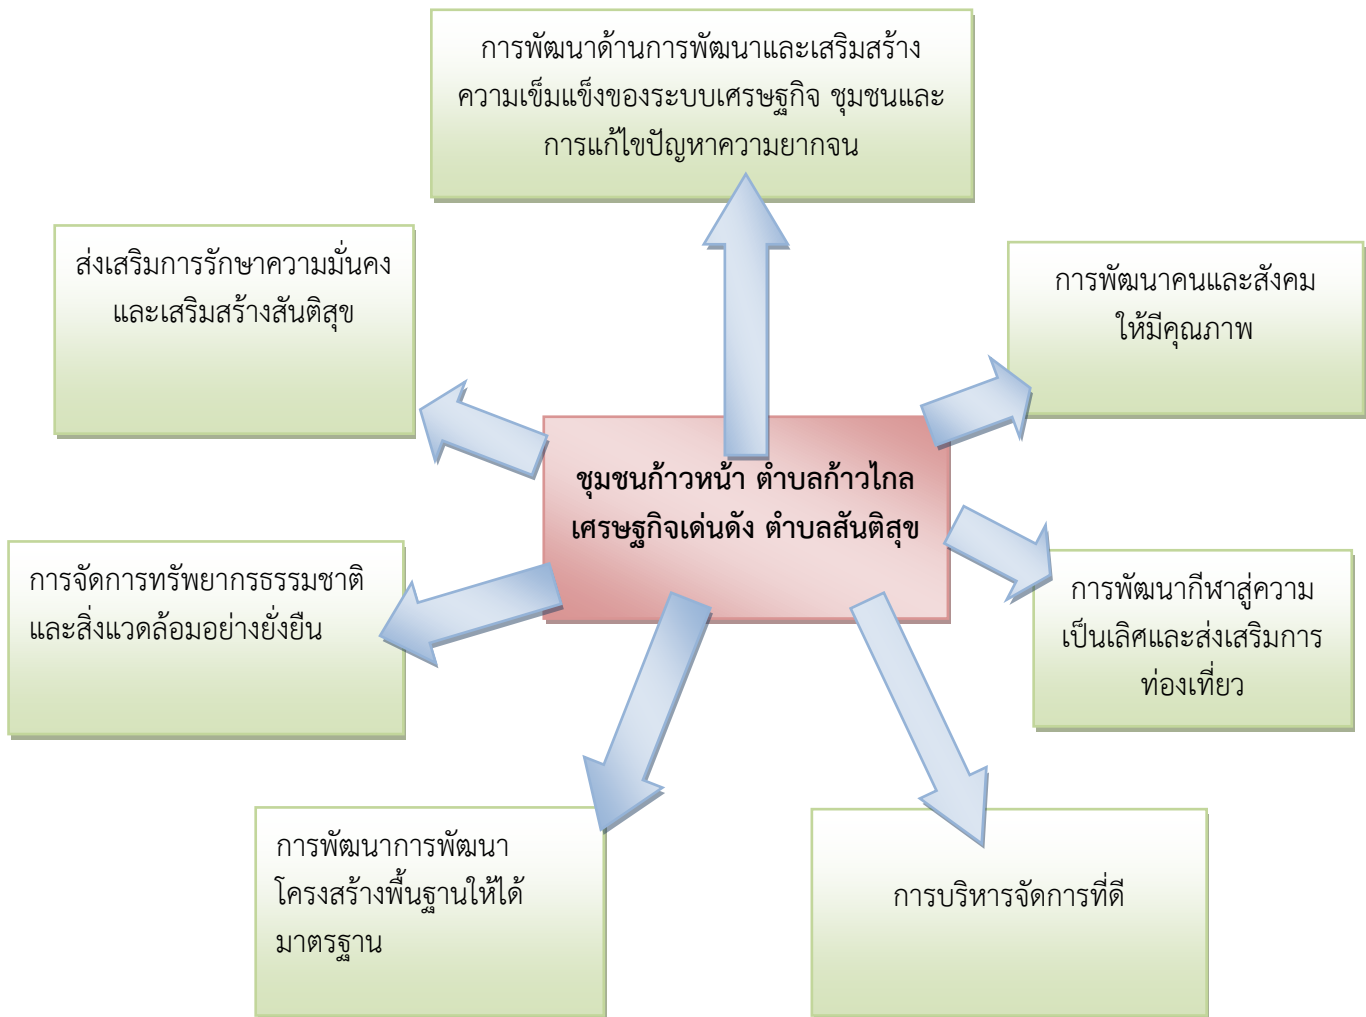 การพัฒนาด้านการพัฒนาและเสริมสร้าง
ความเข็มแข็งของระบบเศรษฐกิจ ชุมชนและ
การแก้ไขปัญหาความยากจน
ส่งเสริมการรักษาความมั่นคง
และเสริมสร้างสันติสุข
การพัฒนาคนและสังคม
ให้มีคุณภาพ
ชุมชนก้าวหน้า ตำบลก้าวไกล
เศรษฐกิจเด่นดัง ตำบลสันติสุข
การจัดการทรัพยากรธรรมชาติ
และสิ่งแวดล้อมอย่างยั่งยืน
การพัฒนากีฬาสู่ความ
เป็นเลิศและส่งเสริมการ
ท่องเที่ยว
การพัฒนาการพัฒนา
โครงสร้างพื้นฐานให้ได้
มาตรฐาน
การบริหารจัดการที่ดี